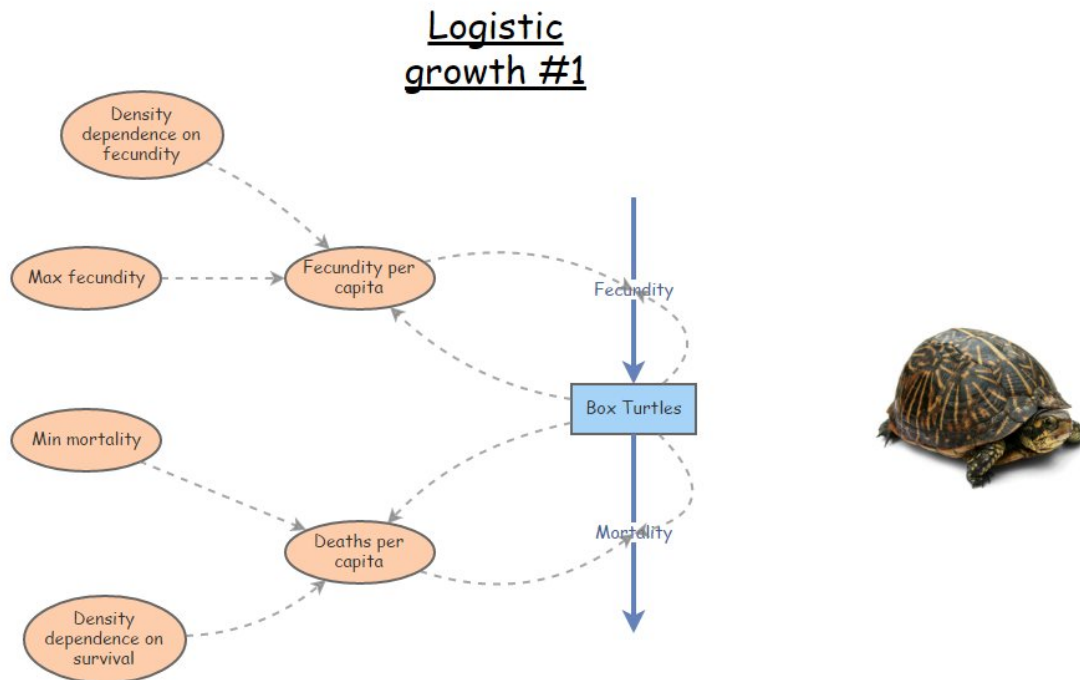 Logistic
growth #1
Density
dependence on
fecundity
Max fecundity
Fecundity per
capita
Fecundity
Box Turtles
Min mortality
Mortality
Deaths per
capita
Density
dependence on
survival